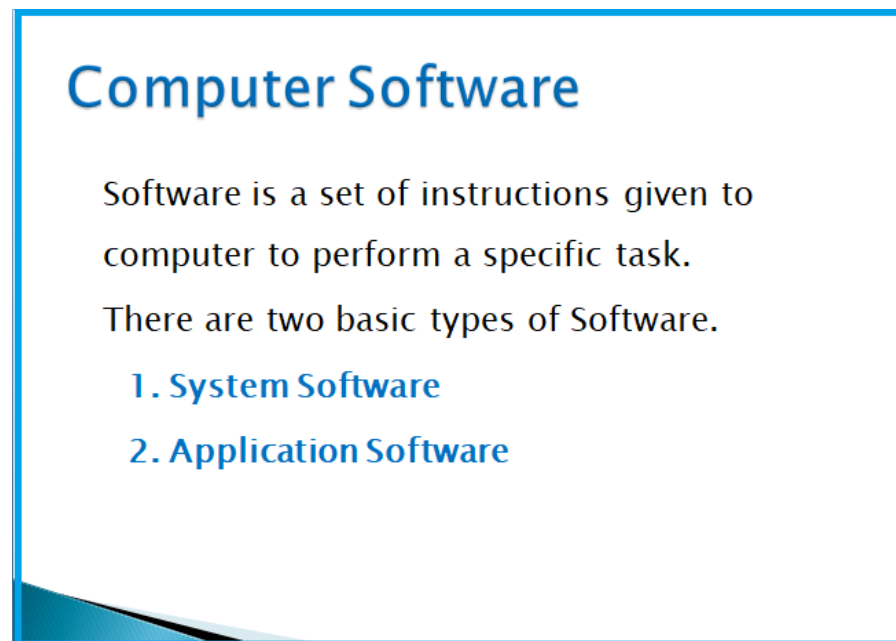 Computer Software
Software is a set of instructions given to
computer to perform a specific task.
There are two basic types of Software.
1. System Software
2. Application Software